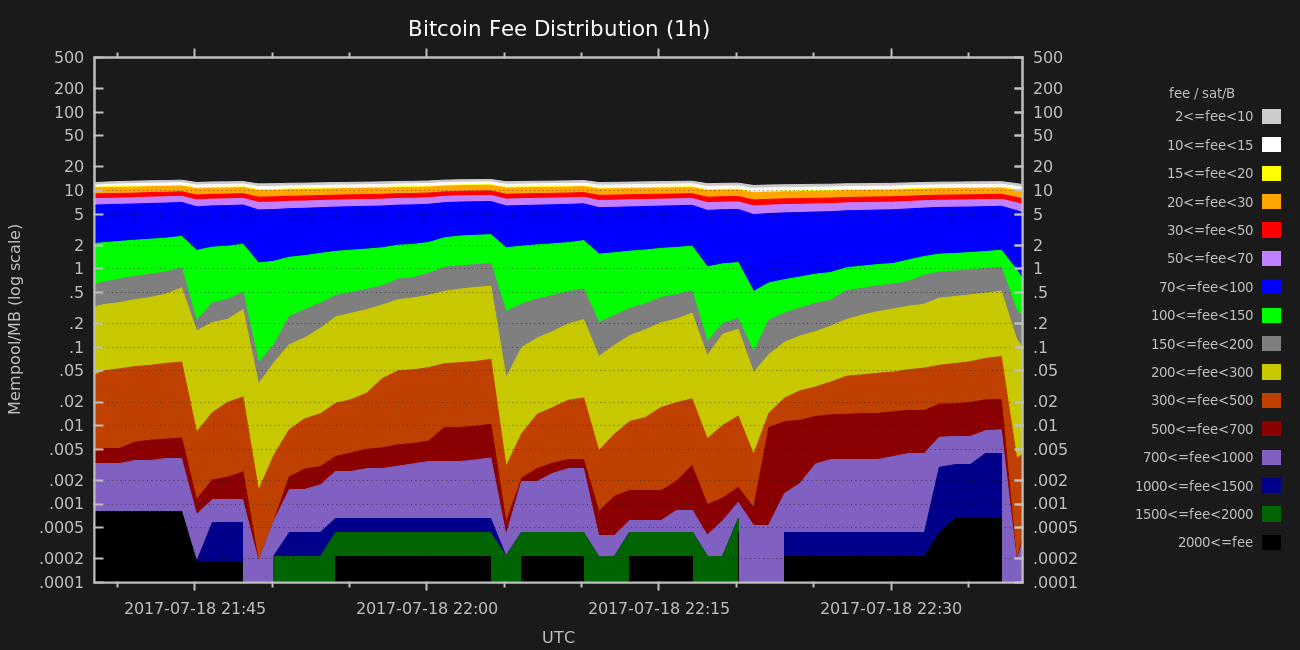 Bitcoin Fee Distribution (1h)
500 500
200 200
100 100
50 50
20 20
10 10
5 5
2 2
1 1
.5 .5
.2 .2
.1 .1
.05 .05
.02 .02
.01 .01
.005 .005
.002 .002
.001 .001
.0005 .0005
.0002 .0002
.0001 .0001
Mempool/MB (log scale)
2017-07-18 21:45 2017-07-18 22:00 2017-07-18 22:15 2017-07-18 22:30
UTC
fee / sat/B
2<=fee<10
10<=fee<15
15<=fee<20
20<=fee<30
30<=fee<50
50<=fee<70
70<=fee<100
100<=fee<150
150<=fee<200
200<=fee<300
300<=fee<500
500<=fee<700
700<=fee<1000
1000<=fee<1500
1500<=fee<2000
2000<=fee